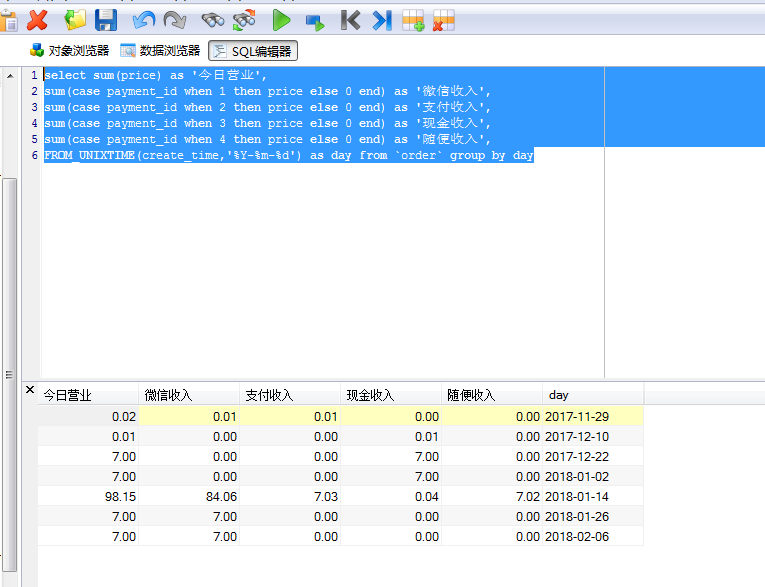 对象浏览器 数据浏览器 SQL编辑器
1 select sum(price) as '今日营业',
2 sum(case payment_id when 1 then price else 0 end) as '微信收入',
3 sum(case payment_id when 2 then price else 0 end) as '支付收入',
4 sum(case payment_id when 3 then price else 0 end) as '现金收入',
5 sum(case payment_id when 4 then price else 0 end) as '随便收入',
6 FROM_UNIXTIME(create_time,'%Y-%m-%d') as day from `order` group by day
今日营业 微信收入 支付收入 现金收入 随便收入 day
0.02 0.01 0.01 0.00 0.00 2017-11-29
0.01 0.00 0.00 0.01 0.00 2017-12-10
7.00 0.00 0.00 7.00 0.00 2017-12-22
7.00 0.00 0.00 7.00 0.00 2018-01-02
98.15 84.06 7.03 0.04 7.02 2018-01-14
7.00 7.00 0.00 0.00 0.00 2018-01-26
7.00 7.00 0.00 0.00 0.00 2018-02-06